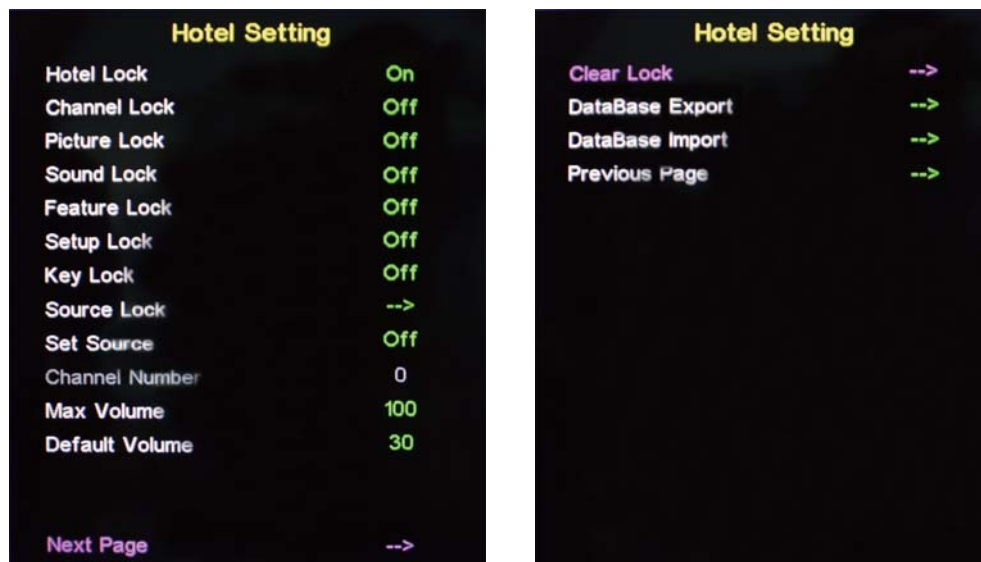 Hotel Setting
Hotel Lock On
Channel Lock Off
Picture Lock Off
Sound Lock Off
Feature Lock Off
Setup Lock Off
Key Lock Off
Source Lock -->
Set Source Off
Channel Number 0
Max Volume 100
Default Volume 30
Next Page -->
Hotel Setting
Clear Lock -->
DataBase Export -->
DataBase Import -->
Previous Page -->